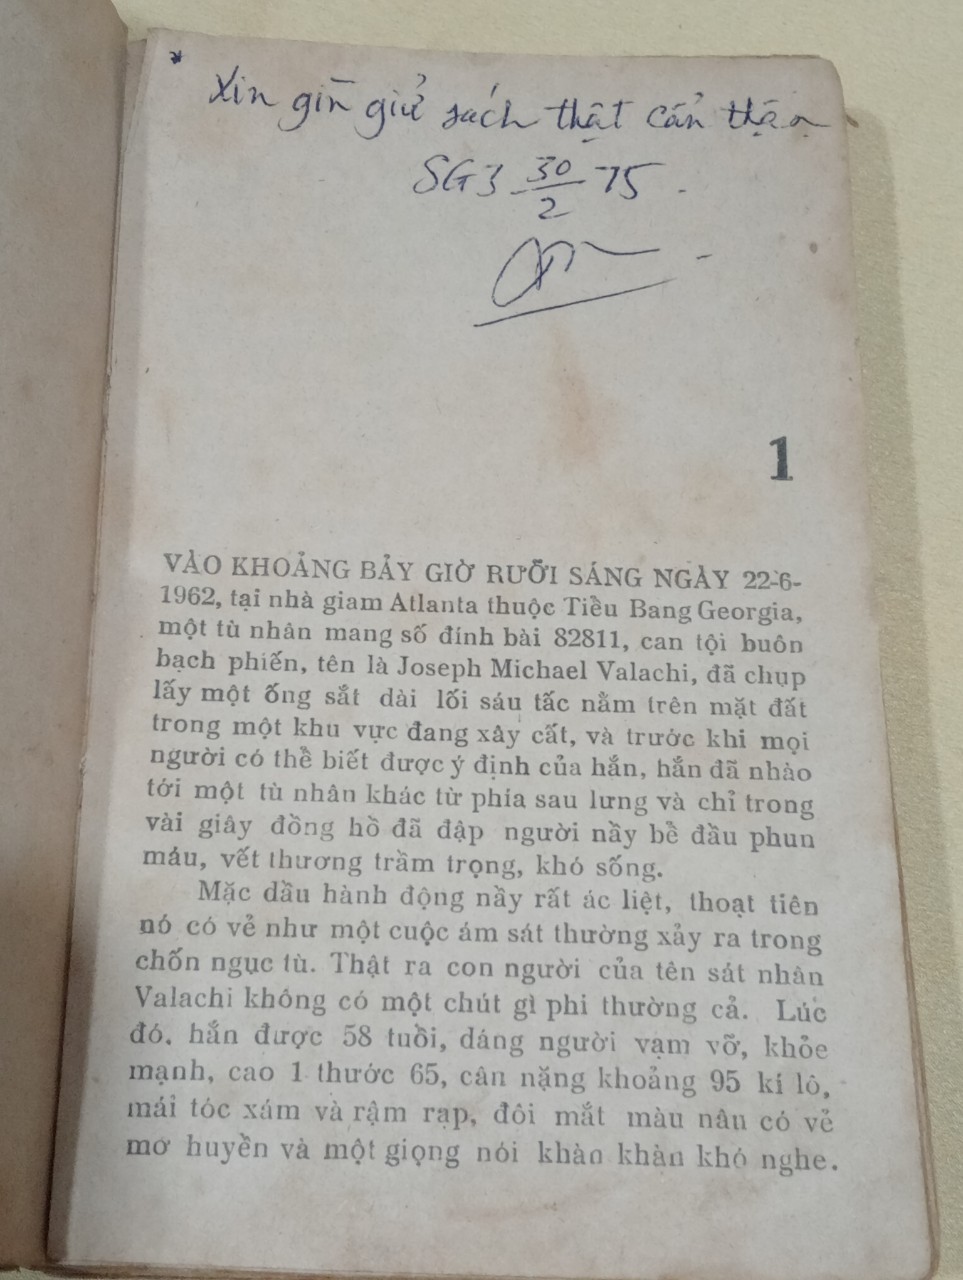 * Xin gìn giử sách thật cẩn thận
SG3 30/2 75.
1
VÀO KHOẢNG BẢY GIỜ RƯỠI SÁNG NGÀY 22-6-
1962, tại nhà giam Atlanta thuộc Tiểu Bang Georgia,
một tù nhân mang số đính bài 82811, can tội buôn
bạch phiến, tên là Joseph Michael Valachi, đã chụp
lấy một ống sắt dài lối sáu tấc nằm trên mặt đất
trong một khu vực đang xây cất, và trước khi mọi
người có thể biết được ý định của hắn, hắn đã nhào
tới một tù nhân khác từ phía sau lưng và chỉ trong
vài giây đồng hồ đã đập người nầy bể đầu phun
máu, vết thương trầm trọng, khó sống.
Mặc dầu hành động nầy rất ác liệt, thoạt tiên
nó có vẻ như một cuộc ám sát thường xảy ra trong
chốn ngục tù. Thật ra con người của tên sát nhân
Valachi không có một chút gì phi thường cả. Lúc
đó. hắn được 58 tuổi, dáng người vạm vỡ, khỏe
mạnh, cao 1 thước 65, cân nặng khoảng 95 kí lô,
mái tóc xám và rậm rạp, đôi mắt màu nâu có vẻ
mơ huyền và một giọng nói khàn khàn khó nghe.